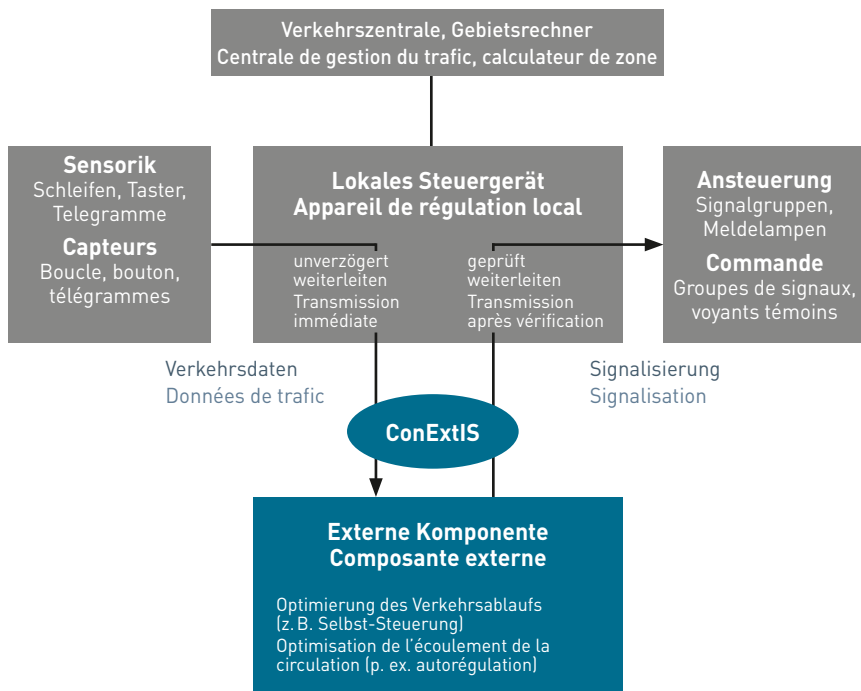 Verkehrszentrale, Gebietsrechner
Centrale de gestion du trafic, calculateur de zone
Sensorik
Schleifen, Taster,
Telegramme
Capteurs
Boucle, bouton,
télégrammes
Lokales Steuergerät
Appareil de régulation local
unverzögert
weiterleiten
Transmission
immédiate
geprüft
weiterleiten
Transmission
après vérification
Ansteuerung
Signalgruppen,
Meldelampen
Commande
Groupes de signaux,
voyants témoins
Verkehrsdaten
Données de trafic
Signalisierung
Signalisation
ConExtIS
Externe Komponente
Composante externe
Optimierung des Verkehrsablaufs
(z. B. Selbst-Steuerung)
Optimisation de l'écoulement de la
circulation (p. ex. autorégulation)